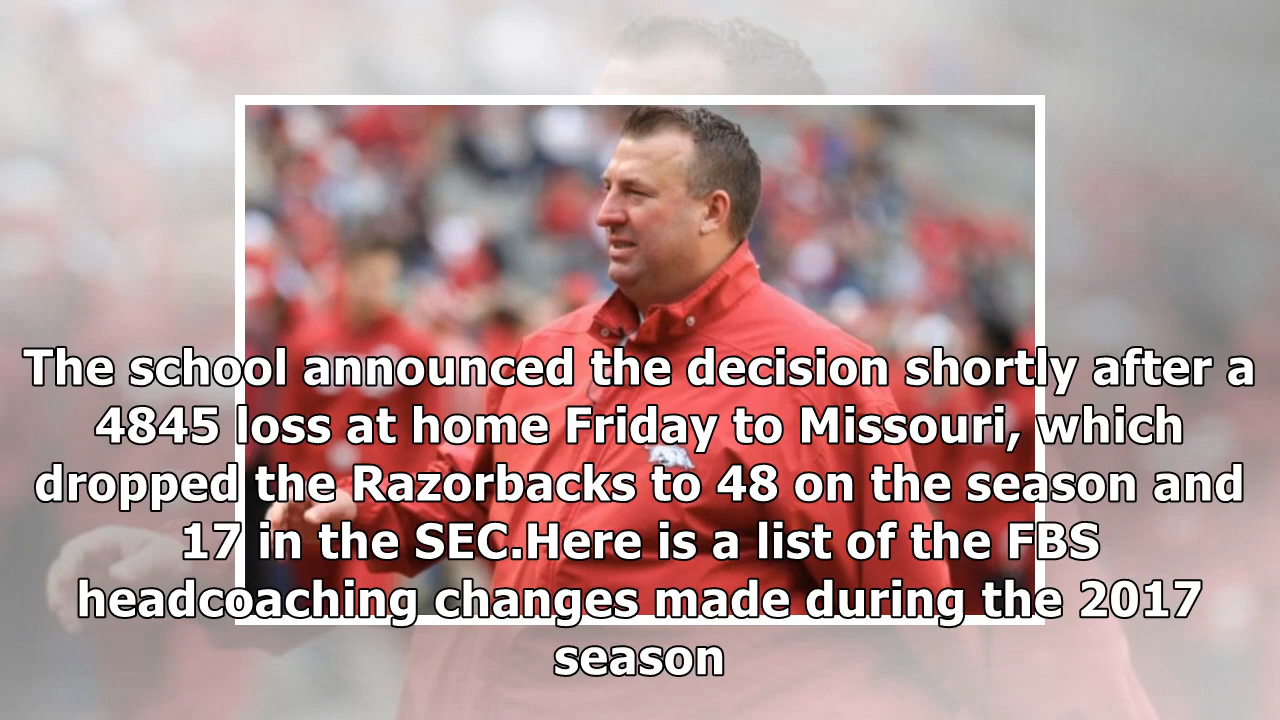 The school announced the decision shortly after a
4845 loss at home Friday to Missouri, which
dropped the Razorbacks to 48 on the season and
17 in the SEC.Here is a list of the FBS
headcoaching changes made during the 2017
season